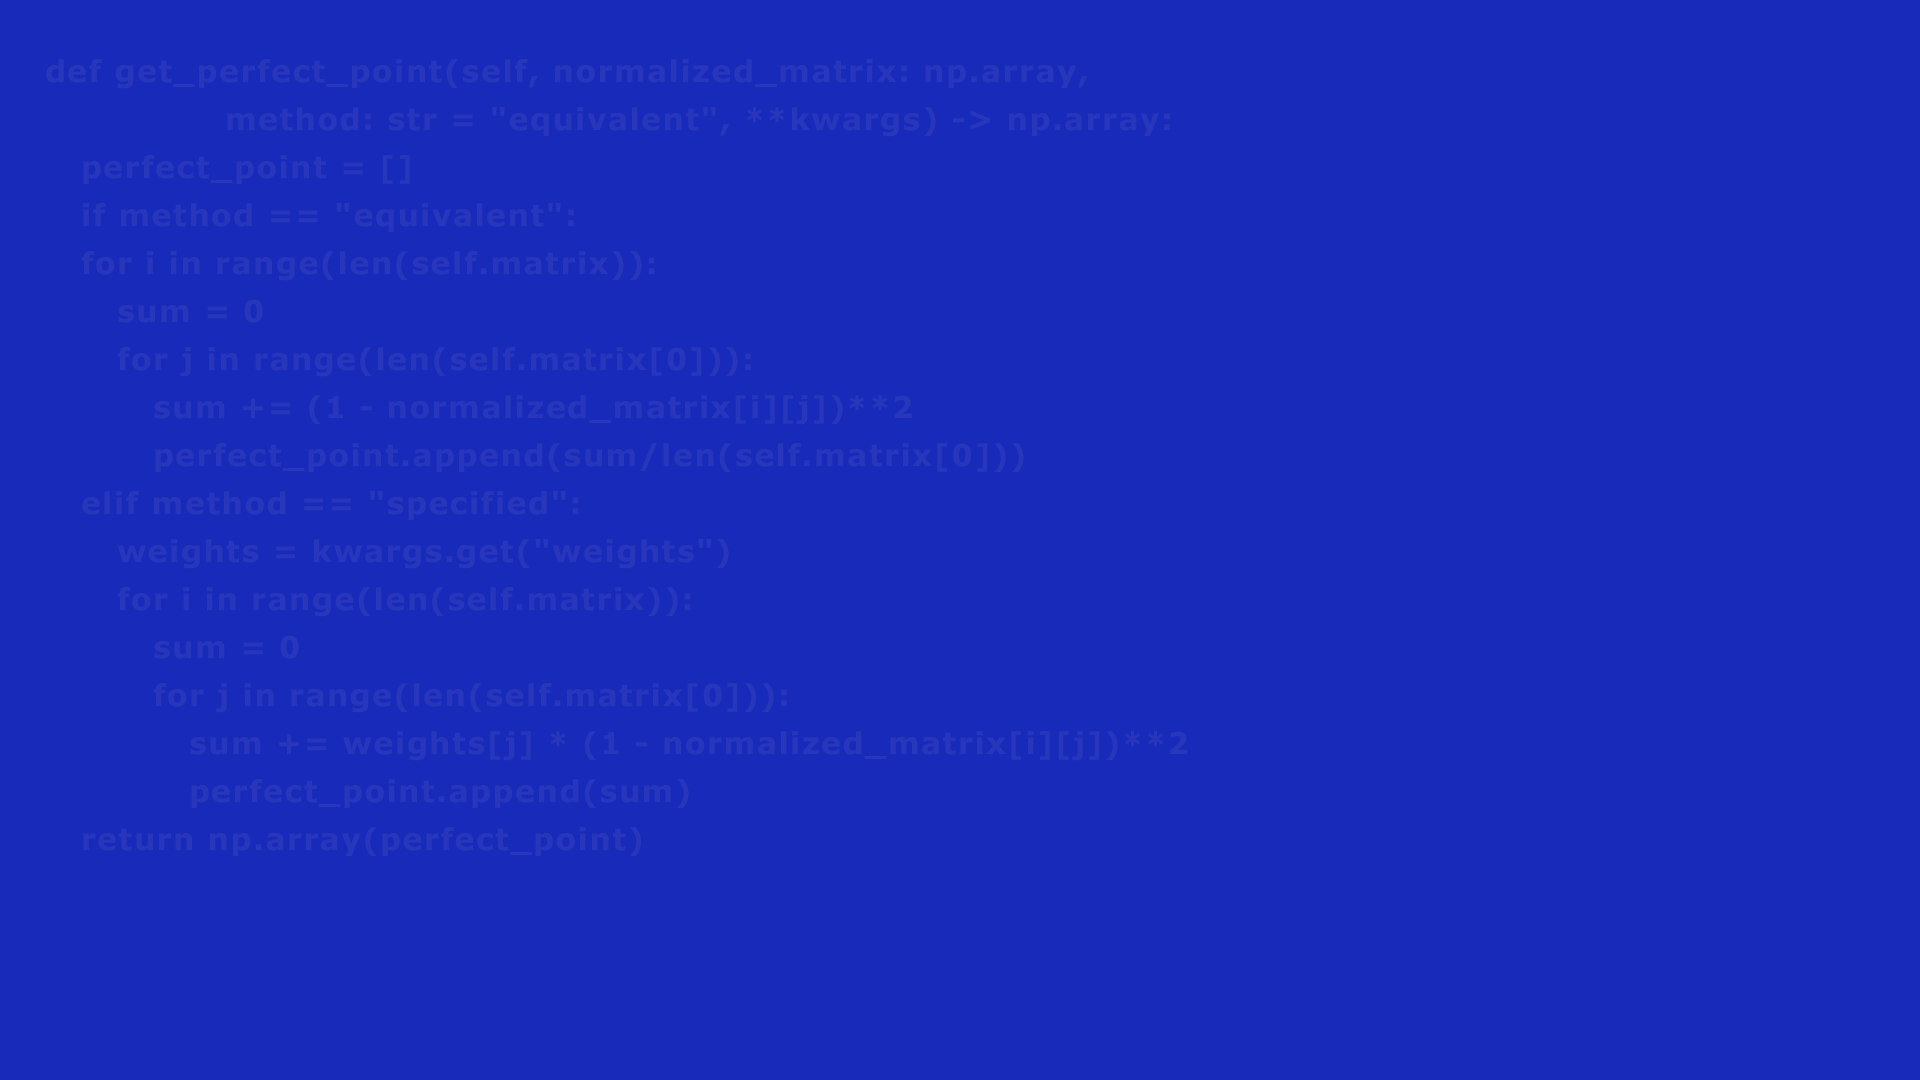 def get_perfect_point(self, normalized_matrix: np.array,
method: str = "equivalent", **kwargs) -> np.array:
perfect_point = []
if method == "equivalent":
for i in range(len(self.matrix)):
sum = 0
for j in range(len(self.matrix[0])):
sum += (1 - normalized_matrix[i][j])**2
perfect_point.append(sum/len(self.matrix[0]))
elif method == "specified":
weights = kwargs.get("weights")
for i in range(len(self.matrix)):
sum = 0
for j in range(len(self.matrix[0])):
sum += weights[j] * (1 - normalized_matrix[i][j])**2
perfect_point.append(sum)
return np.array(perfect_point)